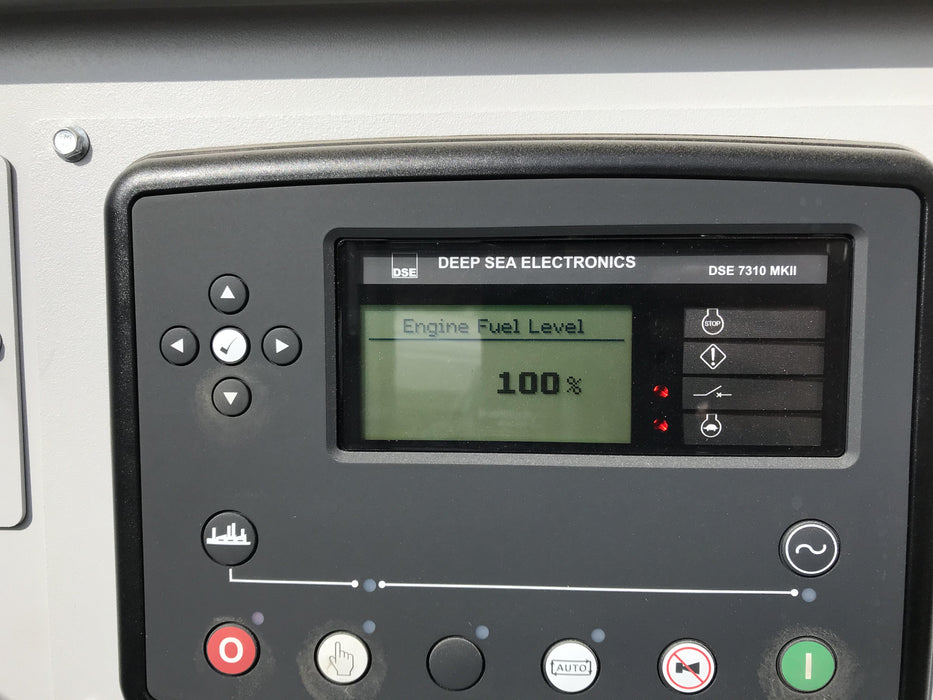 DSE
DEEP SEA ELECTRONICS
DSE 7310 MKII
Engine Fuel Level
100 %
STOP
AUTO